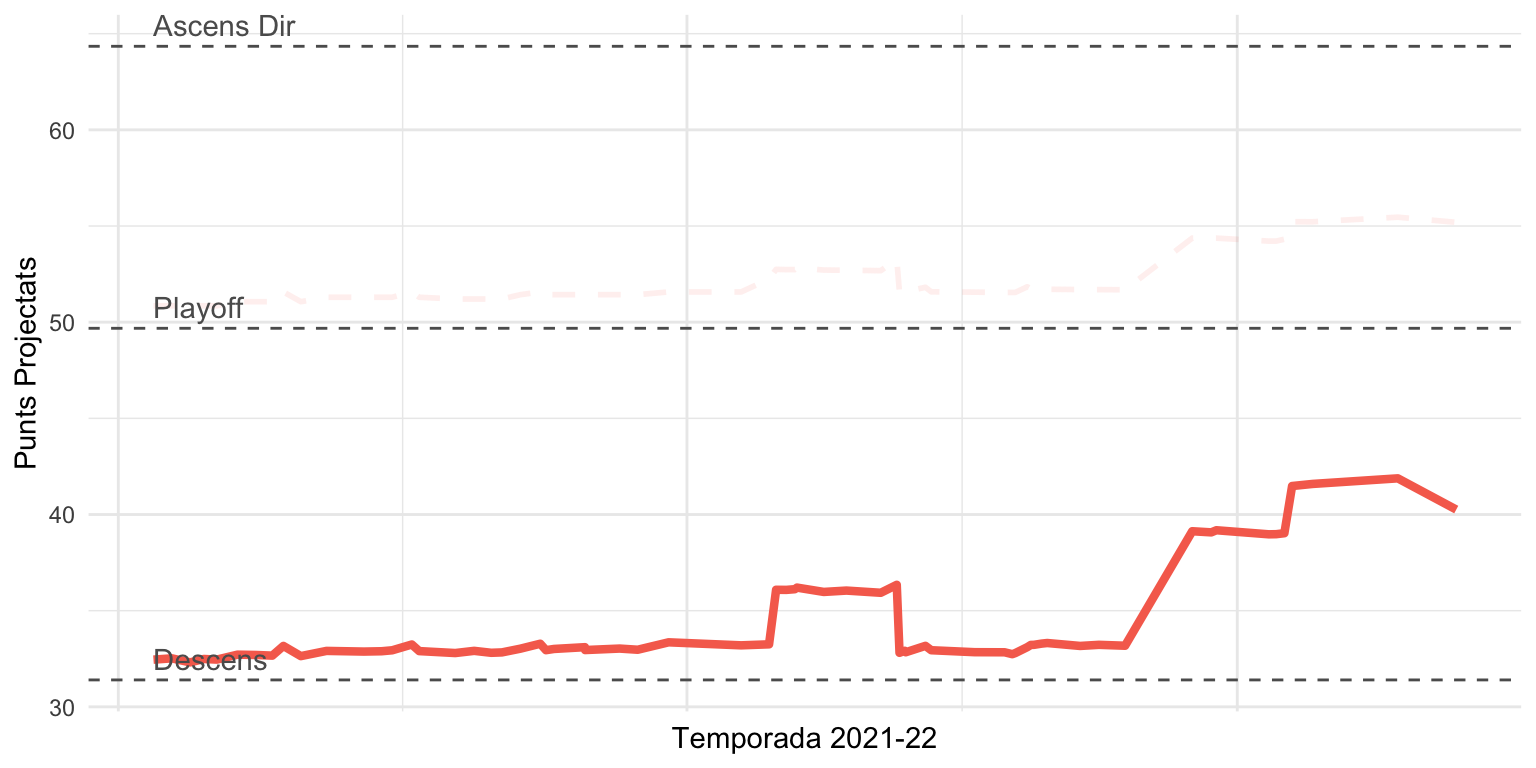 Ascens Dir
60
Playoff
50
Punts Projectats
40
Descens
30
Temporada 2021-22